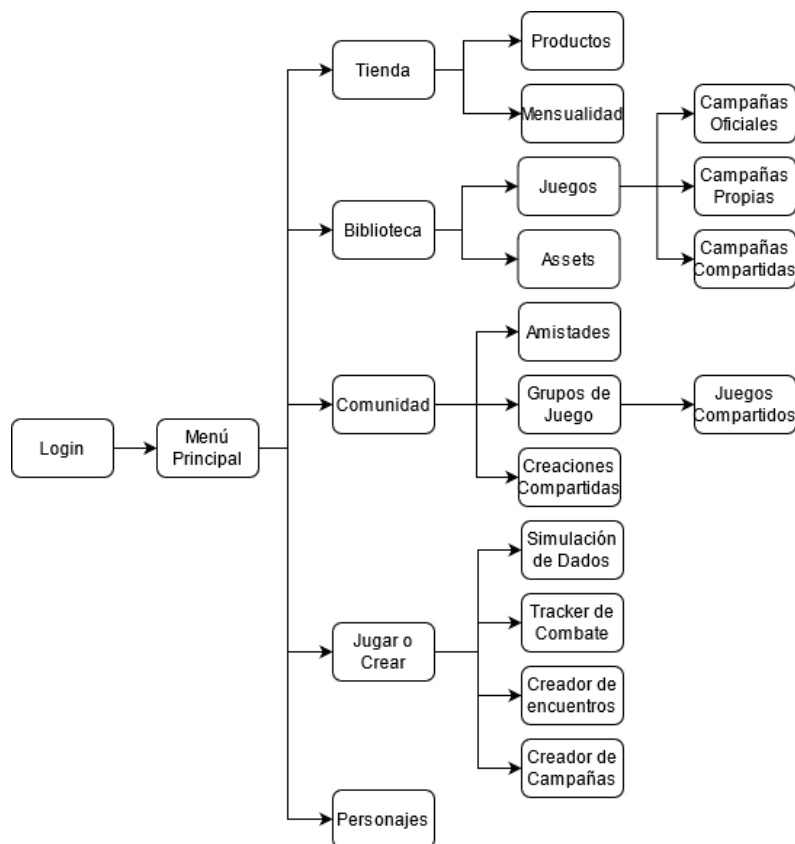 Login
Menú
Principal
Tienda
Productos
Mensualidad
Biblioteca
Juegos
Campañas
Oficiales
Campañas
Propias
Campañas
Compartidas
Assets
Comunidad
Amistades
Grupos de
Juego
Juegos
Compartidos
Creaciones
Compartidas
Jugar o
Crear
Simulación
de Dados
Tracker de
Combate
Creador de
encuentros
Creador de
Campañas
Personajes